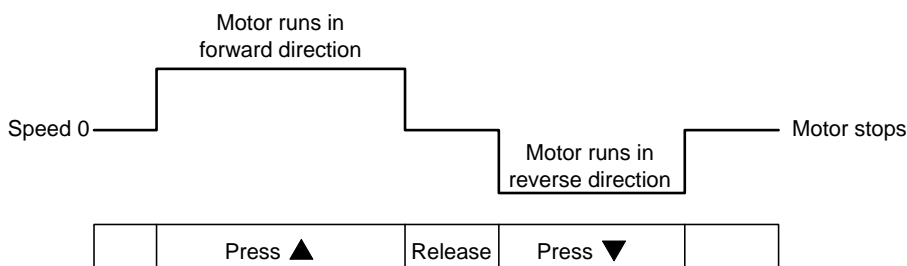 Motor runs in
forward direction
Speed 0
Motor stops
Motor runs in
reverse direction
Press ▲
Release
Press ▼